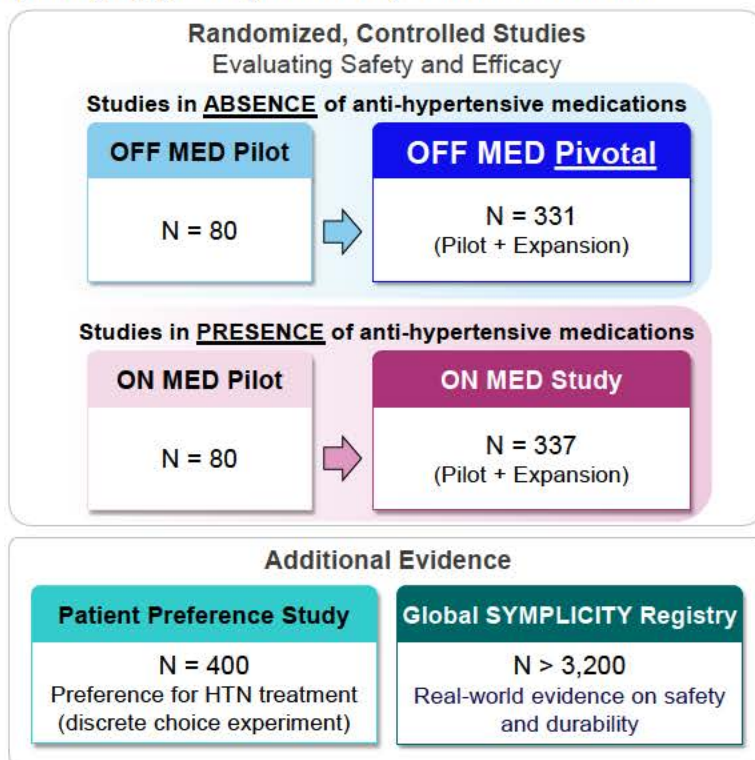 Randomized, Controlled Studies
Evaluating Safety and Efficacy
Studies in ABSENCE of anti-hypertensive medications
OFF MED Pilot
N = 80
OFF MED Pivotal
N = 331
(Pilot + Expansion)
Studies in PRESENCE of anti-hypertensive medications
ON MED Pilot
N = 80
ON MED Study
N = 337
(Pilot + Expansion)
Additional Evidence
Patient Preference Study
N = 400
Preference for HTN treatment
(discrete choice experiment)
Global SYMPLICITY Registry
N > 3,200
Real-world evidence on safety
and durability